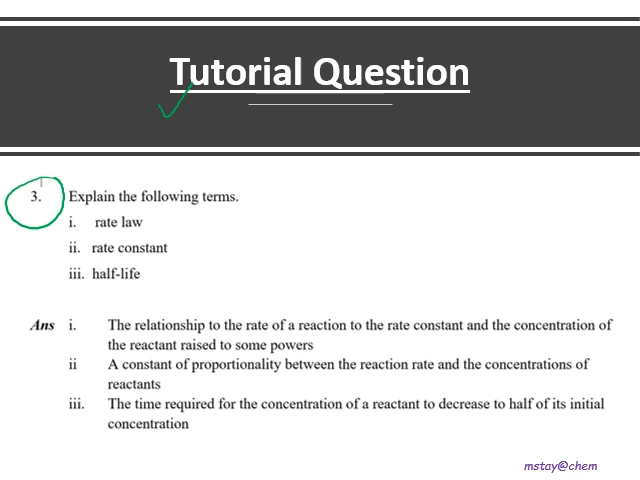 Tutorial Question
3. Explain the following terms.
i. rate law
ii. rate constant
iii. half-life
Ans i. The relationship to the rate of a reaction to the rate constant and the concentration of
the reactant raised to some powers
ii A constant of proportionality between the reaction rate and the concentrations of
reactants
iii. The time required for the concentration of a reactant to decrease to half of its initial
concentration
mstay@chem